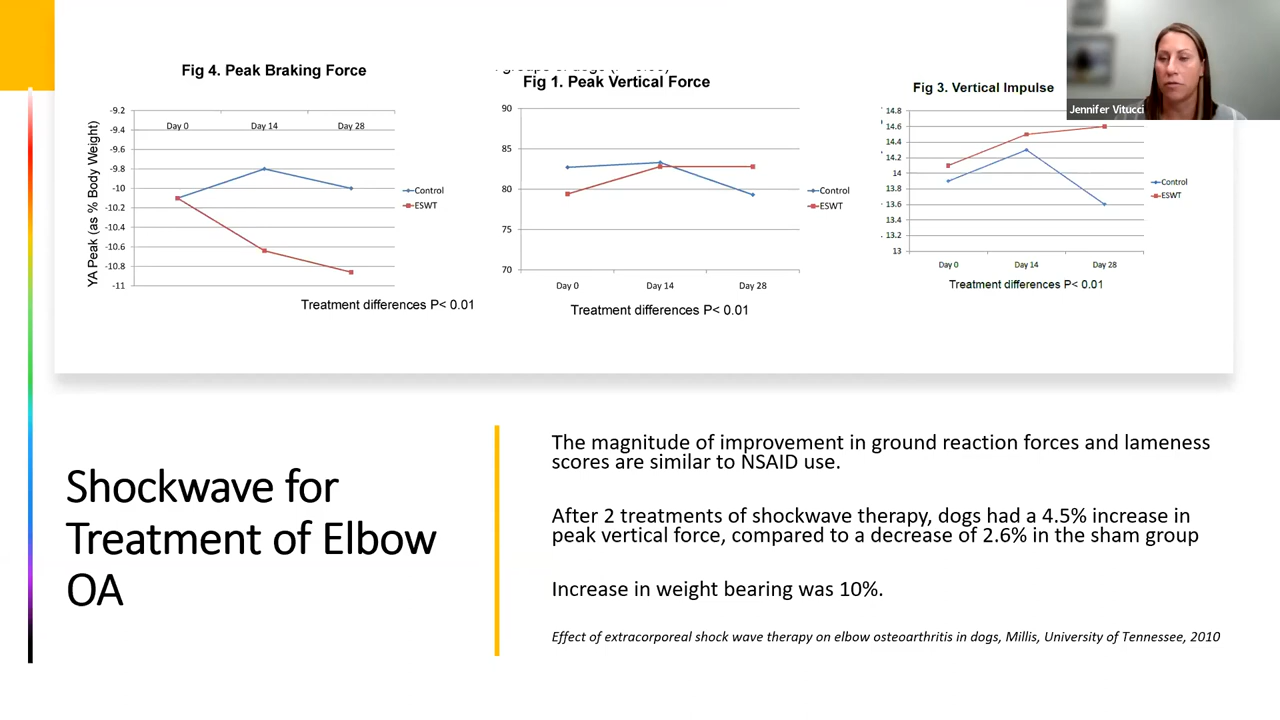 Fig 4. Peak Braking Force
YA Peak (as % Body Weight)
-9.2
-9.4
-9.6
-9.8
-10
-10.2
-10.4
-10.6
-10.8
-11
Day 0 Day 14 Day 28
Control
ESWT
Treatment differences P< 0.01
Fig 1. Peak Vertical Force
90
85
80
75
70
Day 0 Day 14 Day 28
Control
ESWT
Treatment differences P< 0.01
Fig 3. Vertical Impulse
14.8
14.6
14.4
14.2
14
13.8
13.6
13.4
13.2
13
Day 0 Day 14 Day 28
Control
ESWT
Treatment differences P< 0.01
Jennifer Vitucci
Shockwave for
Treatment of Elbow
OA
The magnitude of improvement in ground reaction forces and lameness
scores are similar to NSAID use.
After 2 treatments of shockwave therapy, dogs had a 4.5% increase in
peak vertical force, compared to a decrease of 2.6% in the sham group
Increase in weight bearing was 10%.
Effect of extracorporeal shock wave therapy on elbow osteoarthritis in dogs, Millis, University of Tennessee, 2010